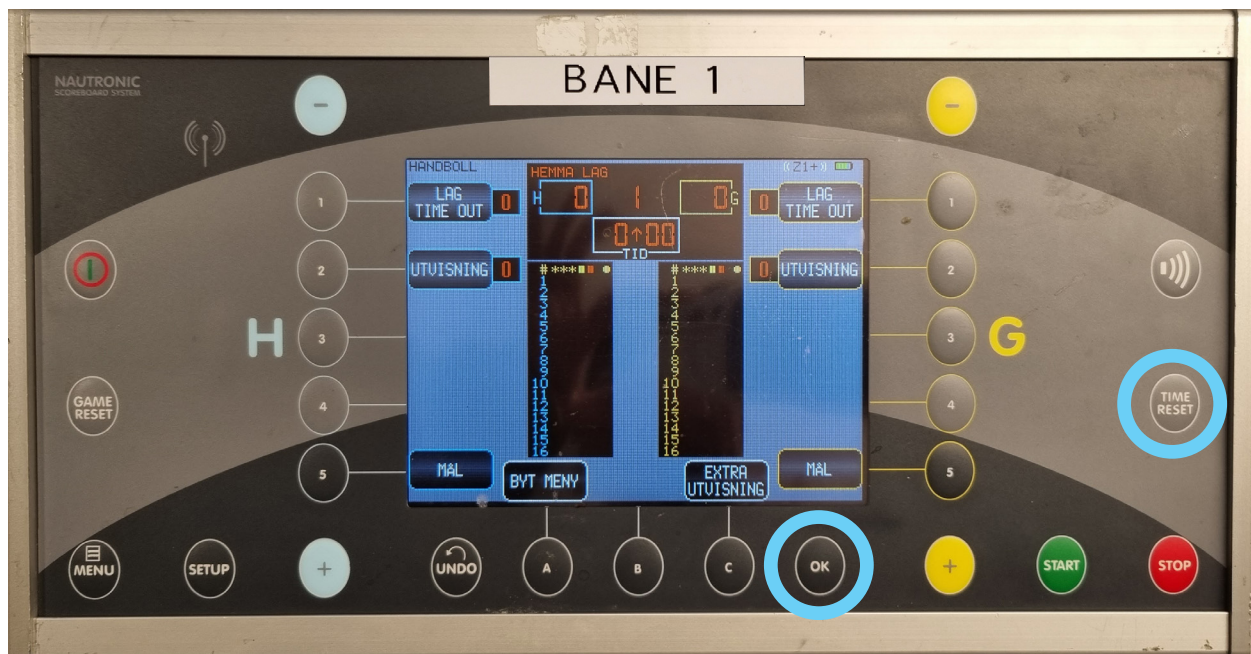 BANE 1
NAUTRONIC
SCOREBOARD SYSTEM
-
-
HANDBOLL
Z1+
HEMMA LAG
1
LAG
TIME OUT
0
H 0
1
0 G
0
LAG
TIME OUT
1
0↑00
TID
2
UTVISNING
0
# ***
# ***
0
UTVISNING
2
1
2
3
4
5
6
7
8
9
10
11
12
13
14
15
16
1
2
3
4
5
6
7
8
9
10
11
12
13
14
15
16
H
3
3
G
GAME
RESET
4
4
TIME
RESET
5
MÅL
BYT MENY
EXTRA
UTVISNING
MÅL
5
MENU
SETUP
+
UNDO
A
B
C
OK
+
START
STOP